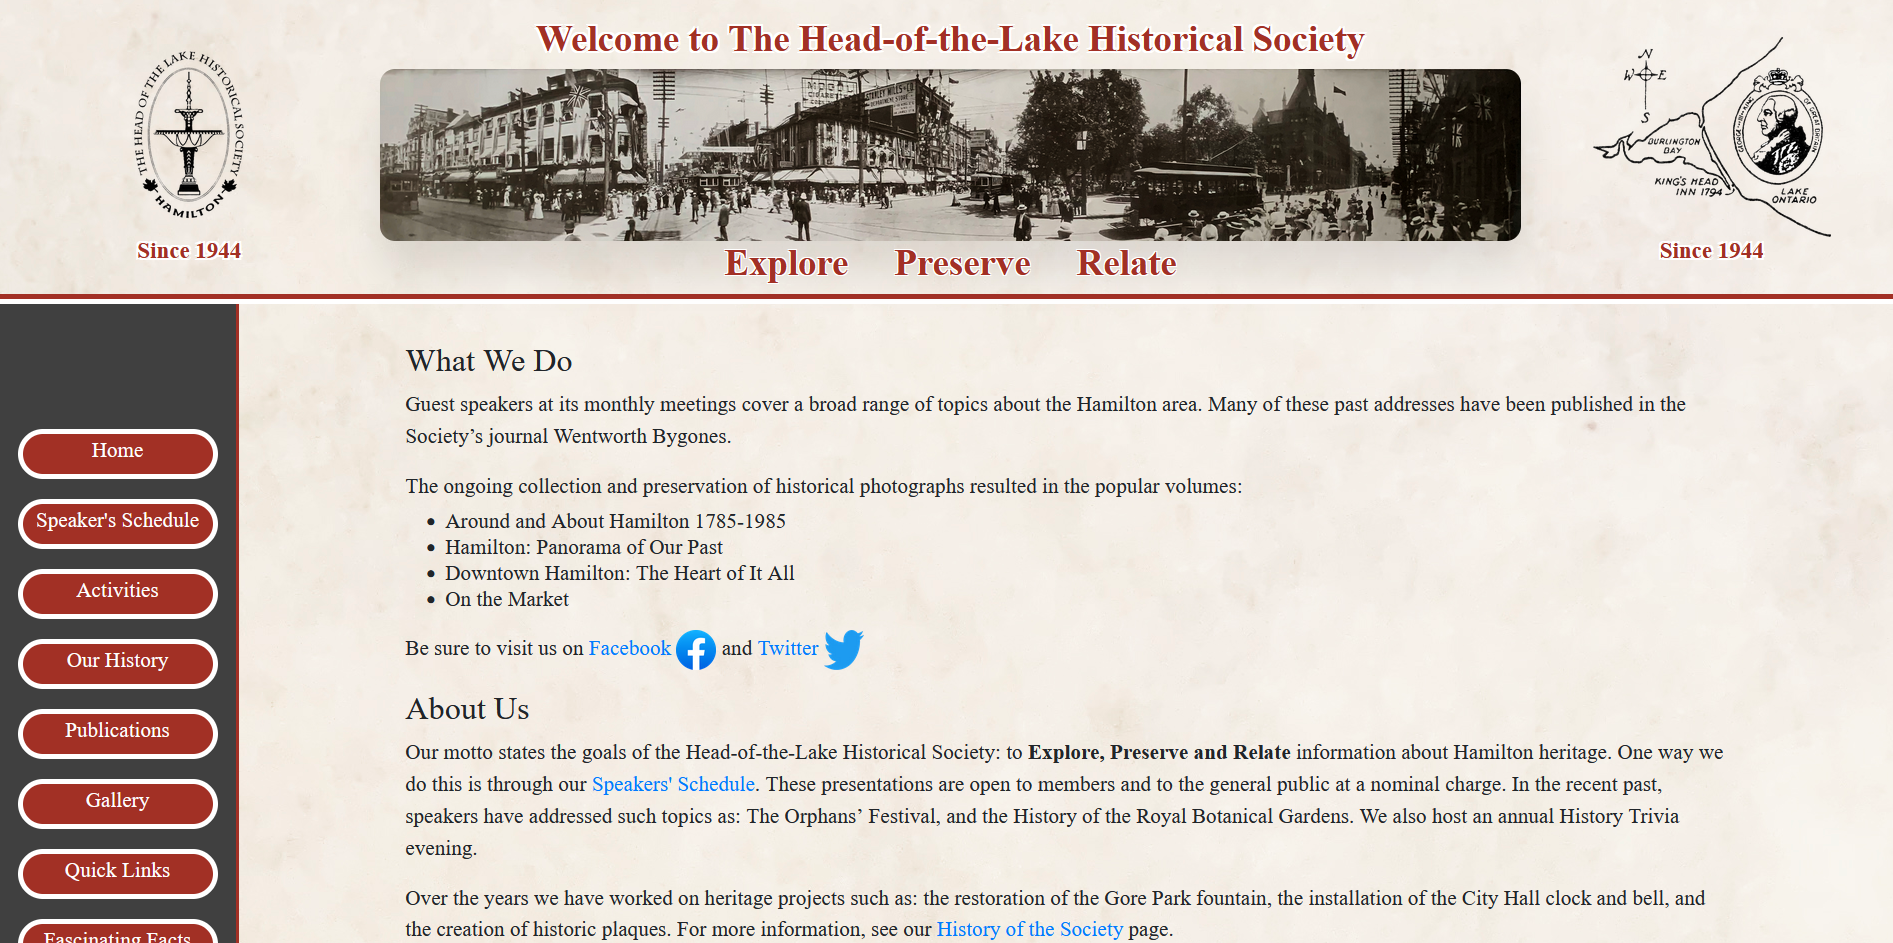 Welcome to The Head-of-the-Lake Historical Society
THE HEAD OF THE LAKE HISTORICAL SOCIETY
HAMILTON
Since 1944
MOGUL
STANLEY MILLS & CO
DEPARTMENT STORE
Explore Preserve Relate
N
W E
S
BURLINGTON
BAY
KING'S HEAD
INN 1794
LAKE
ONTARIO
Since 1944
Home
Speaker's Schedule
Activities
Our History
Publications
Gallery
Quick Links
Fascinating Facts
What We Do
Guest speakers at its monthly meetings cover a broad range of topics about the Hamilton area. Many of these past addresses have been published in the
Society’s journal Wentworth Bygones.
The ongoing collection and preservation of historical photographs resulted in the popular volumes:
• Around and About Hamilton 1785-1985
• Hamilton: Panorama of Our Past
• Downtown Hamilton: The Heart of It All
• On the Market
Be sure to visit us on Facebook and Twitter
About Us
Our motto states the goals of the Head-of-the-Lake Historical Society: to Explore, Preserve and Relate information about Hamilton heritage. One way we
do this is through our Speakers' Schedule. These presentations are open to members and to the general public at a nominal charge. In the recent past,
speakers have addressed such topics as: The Orphans’ Festival, and the History of the Royal Botanical Gardens. We also host an annual History Trivia
evening.
Over the years we have worked on heritage projects such as: the restoration of the Gore Park fountain, the installation of the City Hall clock and bell, and
the creation of historic plaques. For more information, see our History of the Society page.